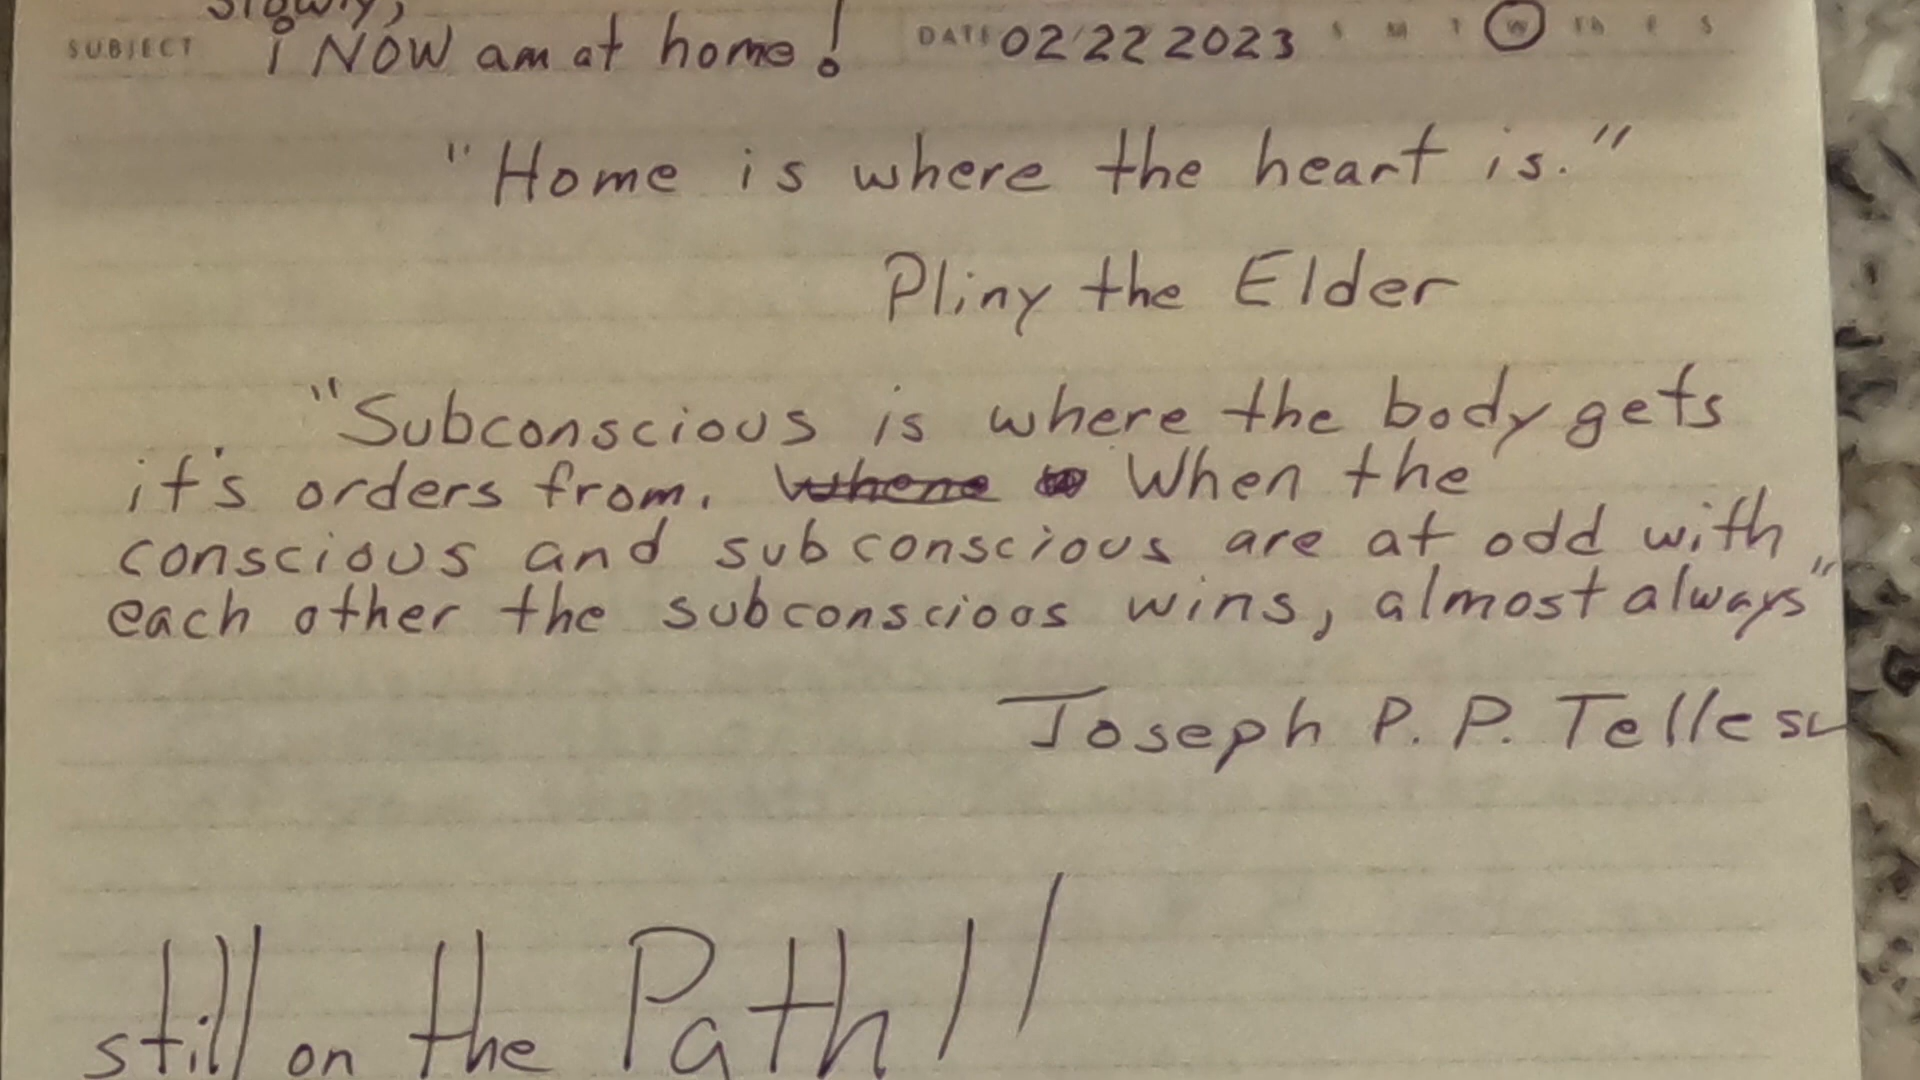 Slowly,
SUBJECT i NOW am at home! DATE 02 22 2023 S M T W Th F S
"Home is where the heart is."
Pliny the Elder
"Subconscious is where the body gets
it's orders from. When the
conscious and subconscious are at odd with
each other the subconscious wins, almost always"
Joseph P. P. Tellesu
still on the Path!!